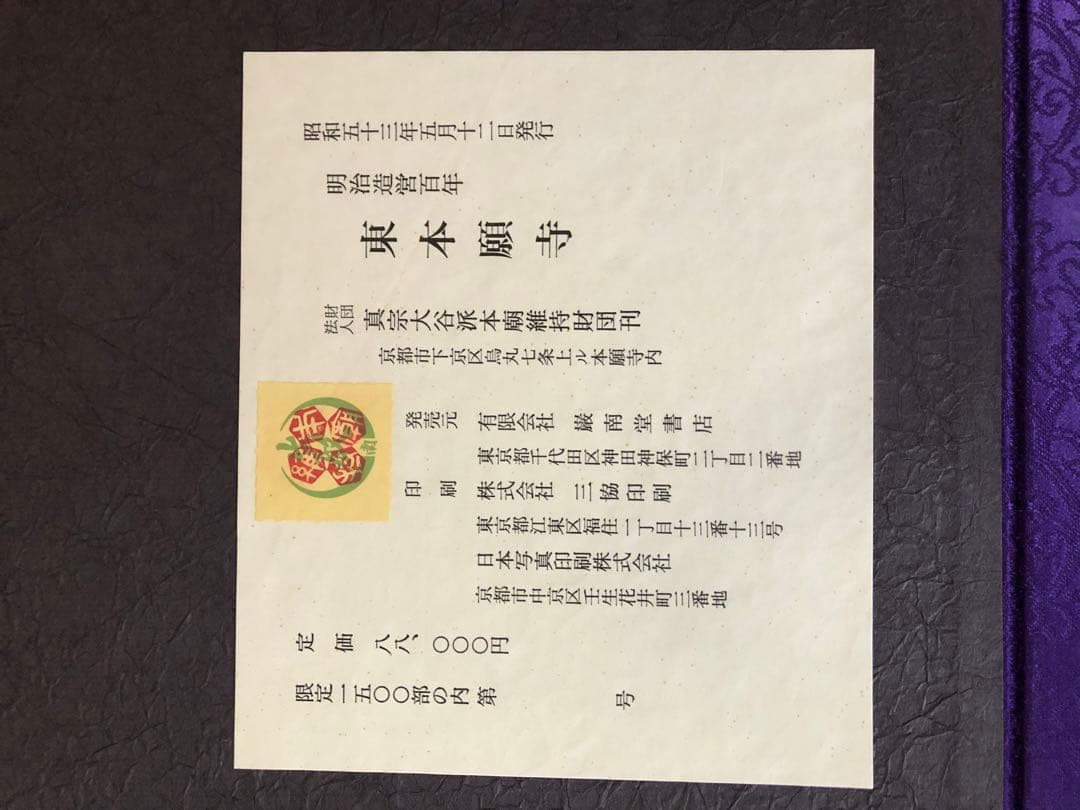 昭和五十三年五月十二日発行
明治造営百年
東本願寺
財団法人 真宗大谷派本廟維持財団刊
京都市下京区烏丸七条上ル本願寺内
発売元 有限会社 巌南堂書店
東京都千代田区神田神保町二丁目二番地
印刷 株式会社 三協印刷
東京都江東区福住一丁目十三番十三号
日本写真印刷株式会社
京都市中京区壬生花井町三番地
定価 八八、〇〇〇円
限定一五〇〇部の内 第 号